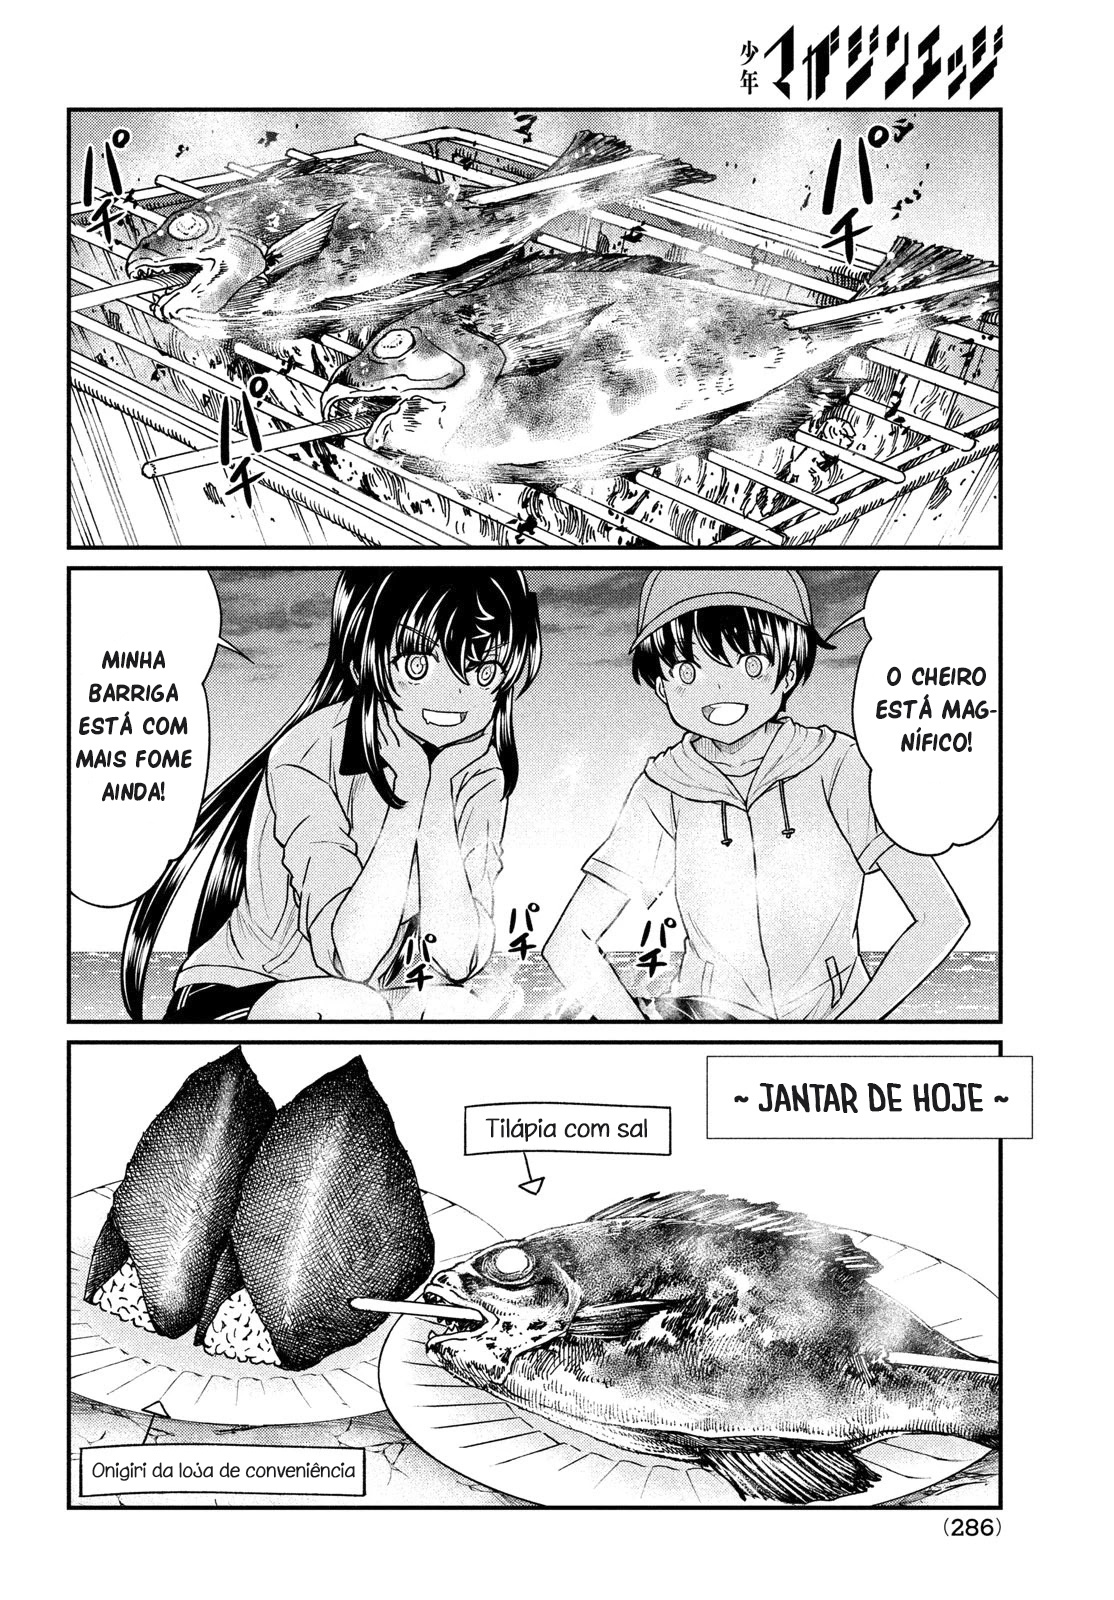 少年
マガジンエッジ
パチ
パチ
パチ
O CHEIRO
ESTÁ MAG-
NÍFICO!
MINHA
BARRIGA
ESTÁ COM
MAIS FOME
AINDA!
パチ
パチ
パチ
~ JANTAR DE HOJE ~
Tilápia com sal
Onigiri da loja de conveniência
(286)